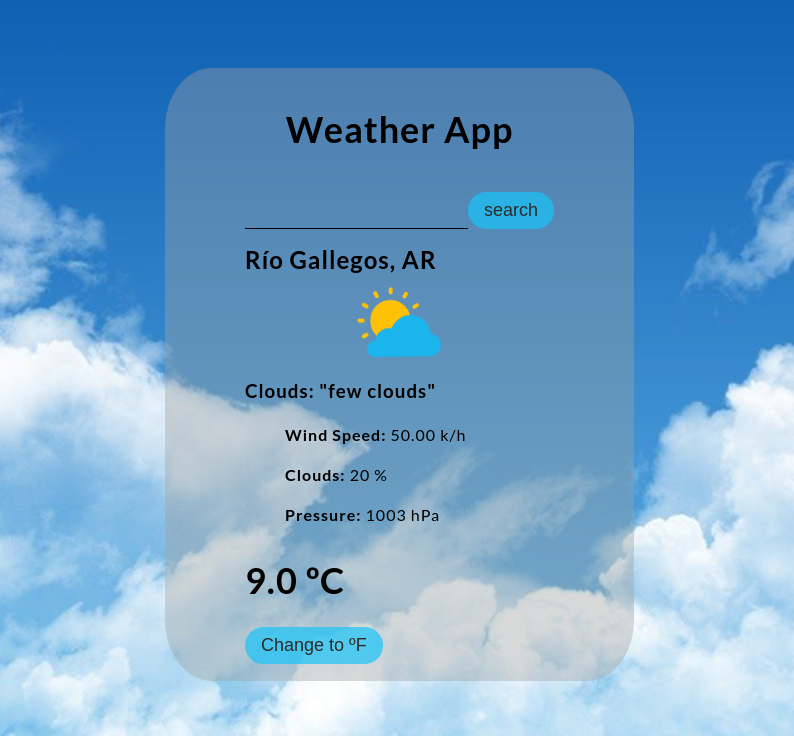 Weather App
search
Río Gallegos, AR
Clouds: "few clouds"
Wind Speed: 50.00 k/h
Clouds: 20 %
Pressure: 1003 hPa
9.0 ºC
Change to ºF